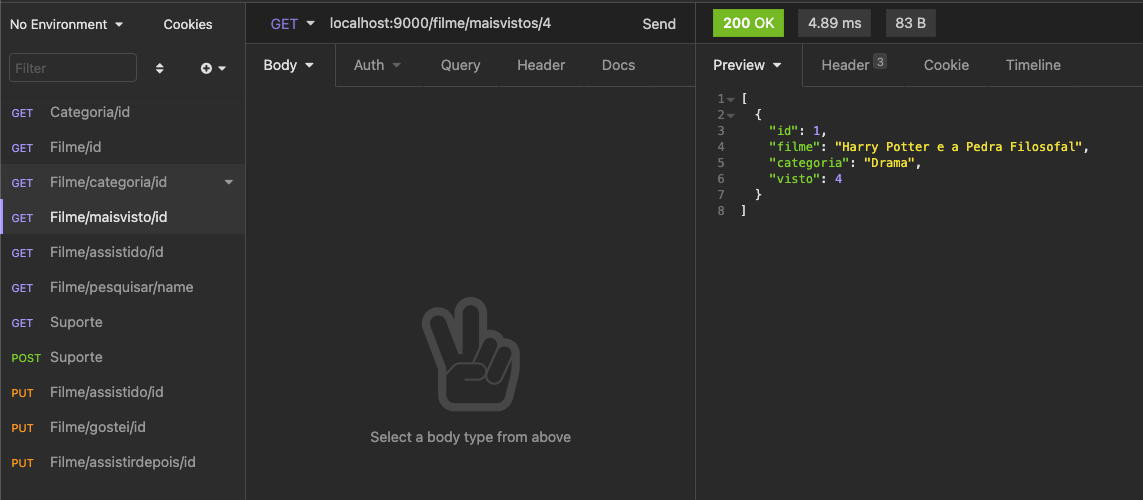 No Environment Cookies
Filter
GET Categoria/id
GET Filme/id
GET Filme/categoria/id
GET Filme/maisvisto/id
GET Filme/assistido/id
GET Filme/pesquisar/name
GET Suporte
POST Suporte
PUT Filme/assistido/id
PUT Filme/gostei/id
PUT Filme/assistirdepois/id
GET localhost:9000/filme/maisvistos/4 Send
Body Auth Query Header Docs
Select a body type from above
200 OK 4.89 ms 83 B
Preview Header 3 Cookie Timeline
1 [
2 {
3 "id": 1,
4 "filme": "Harry Potter e a Pedra Filosofal",
5 "categoria": "Drama",
6 "visto": 4
7 }
8 ]